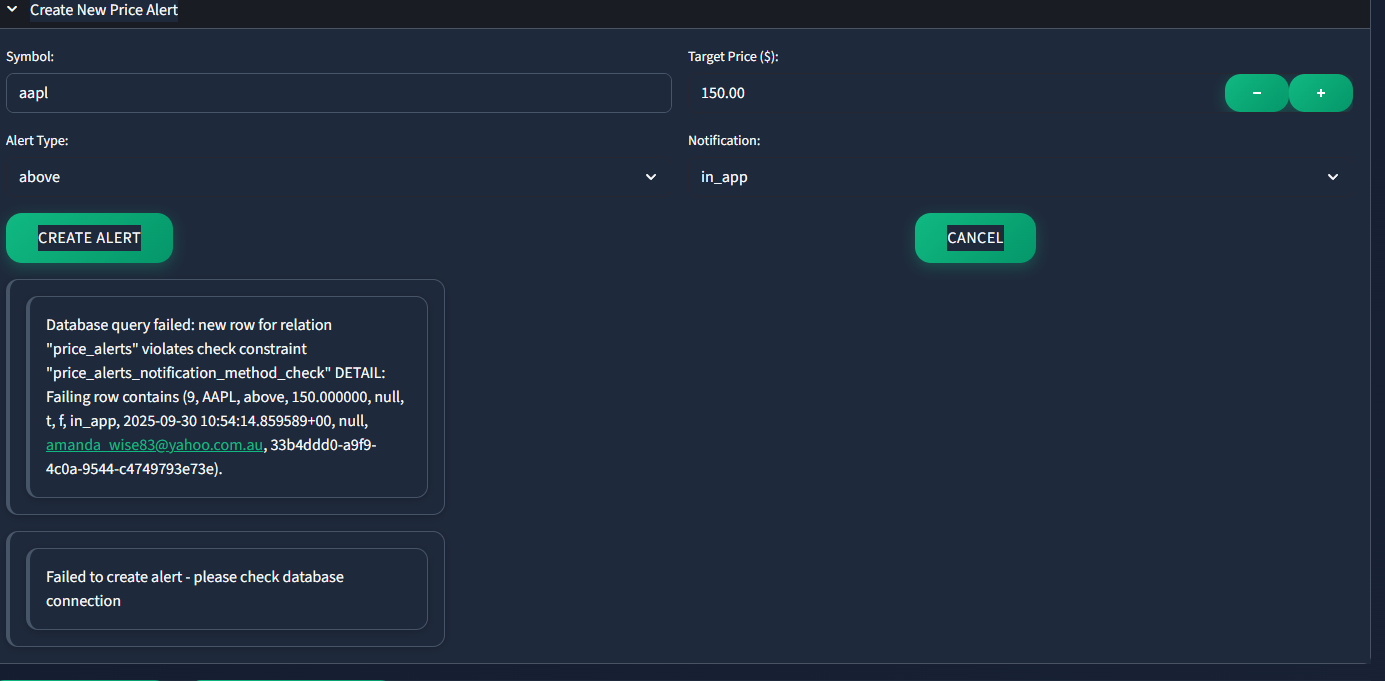 Create New Price Alert
Symbol:
Target Price ($):
aapl
150.00
−
+
Alert Type:
Notification:
above
in_app
CREATE ALERT
CANCEL
Database query failed: new row for relation
"price_alerts" violates check constraint
"price_alerts_notification_method_check" DETAIL:
Failing row contains (9, AAPL, above, 150.000000, null,
t, f, in_app, 2025-09-30 10:54:14.859589+00, null,
amanda_wise83@yahoo.com.au, 33b4ddd0-a9f9-
4c0a-9544-c4749793e73e).
Failed to create alert - please check database
connection